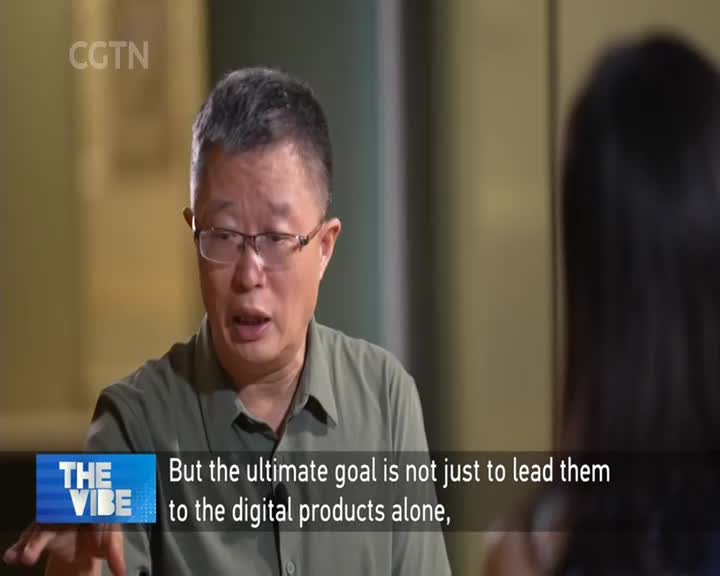 CGTN
THE
VIBE
But the ultimate goal is not just to lead them
to the digital products alone,